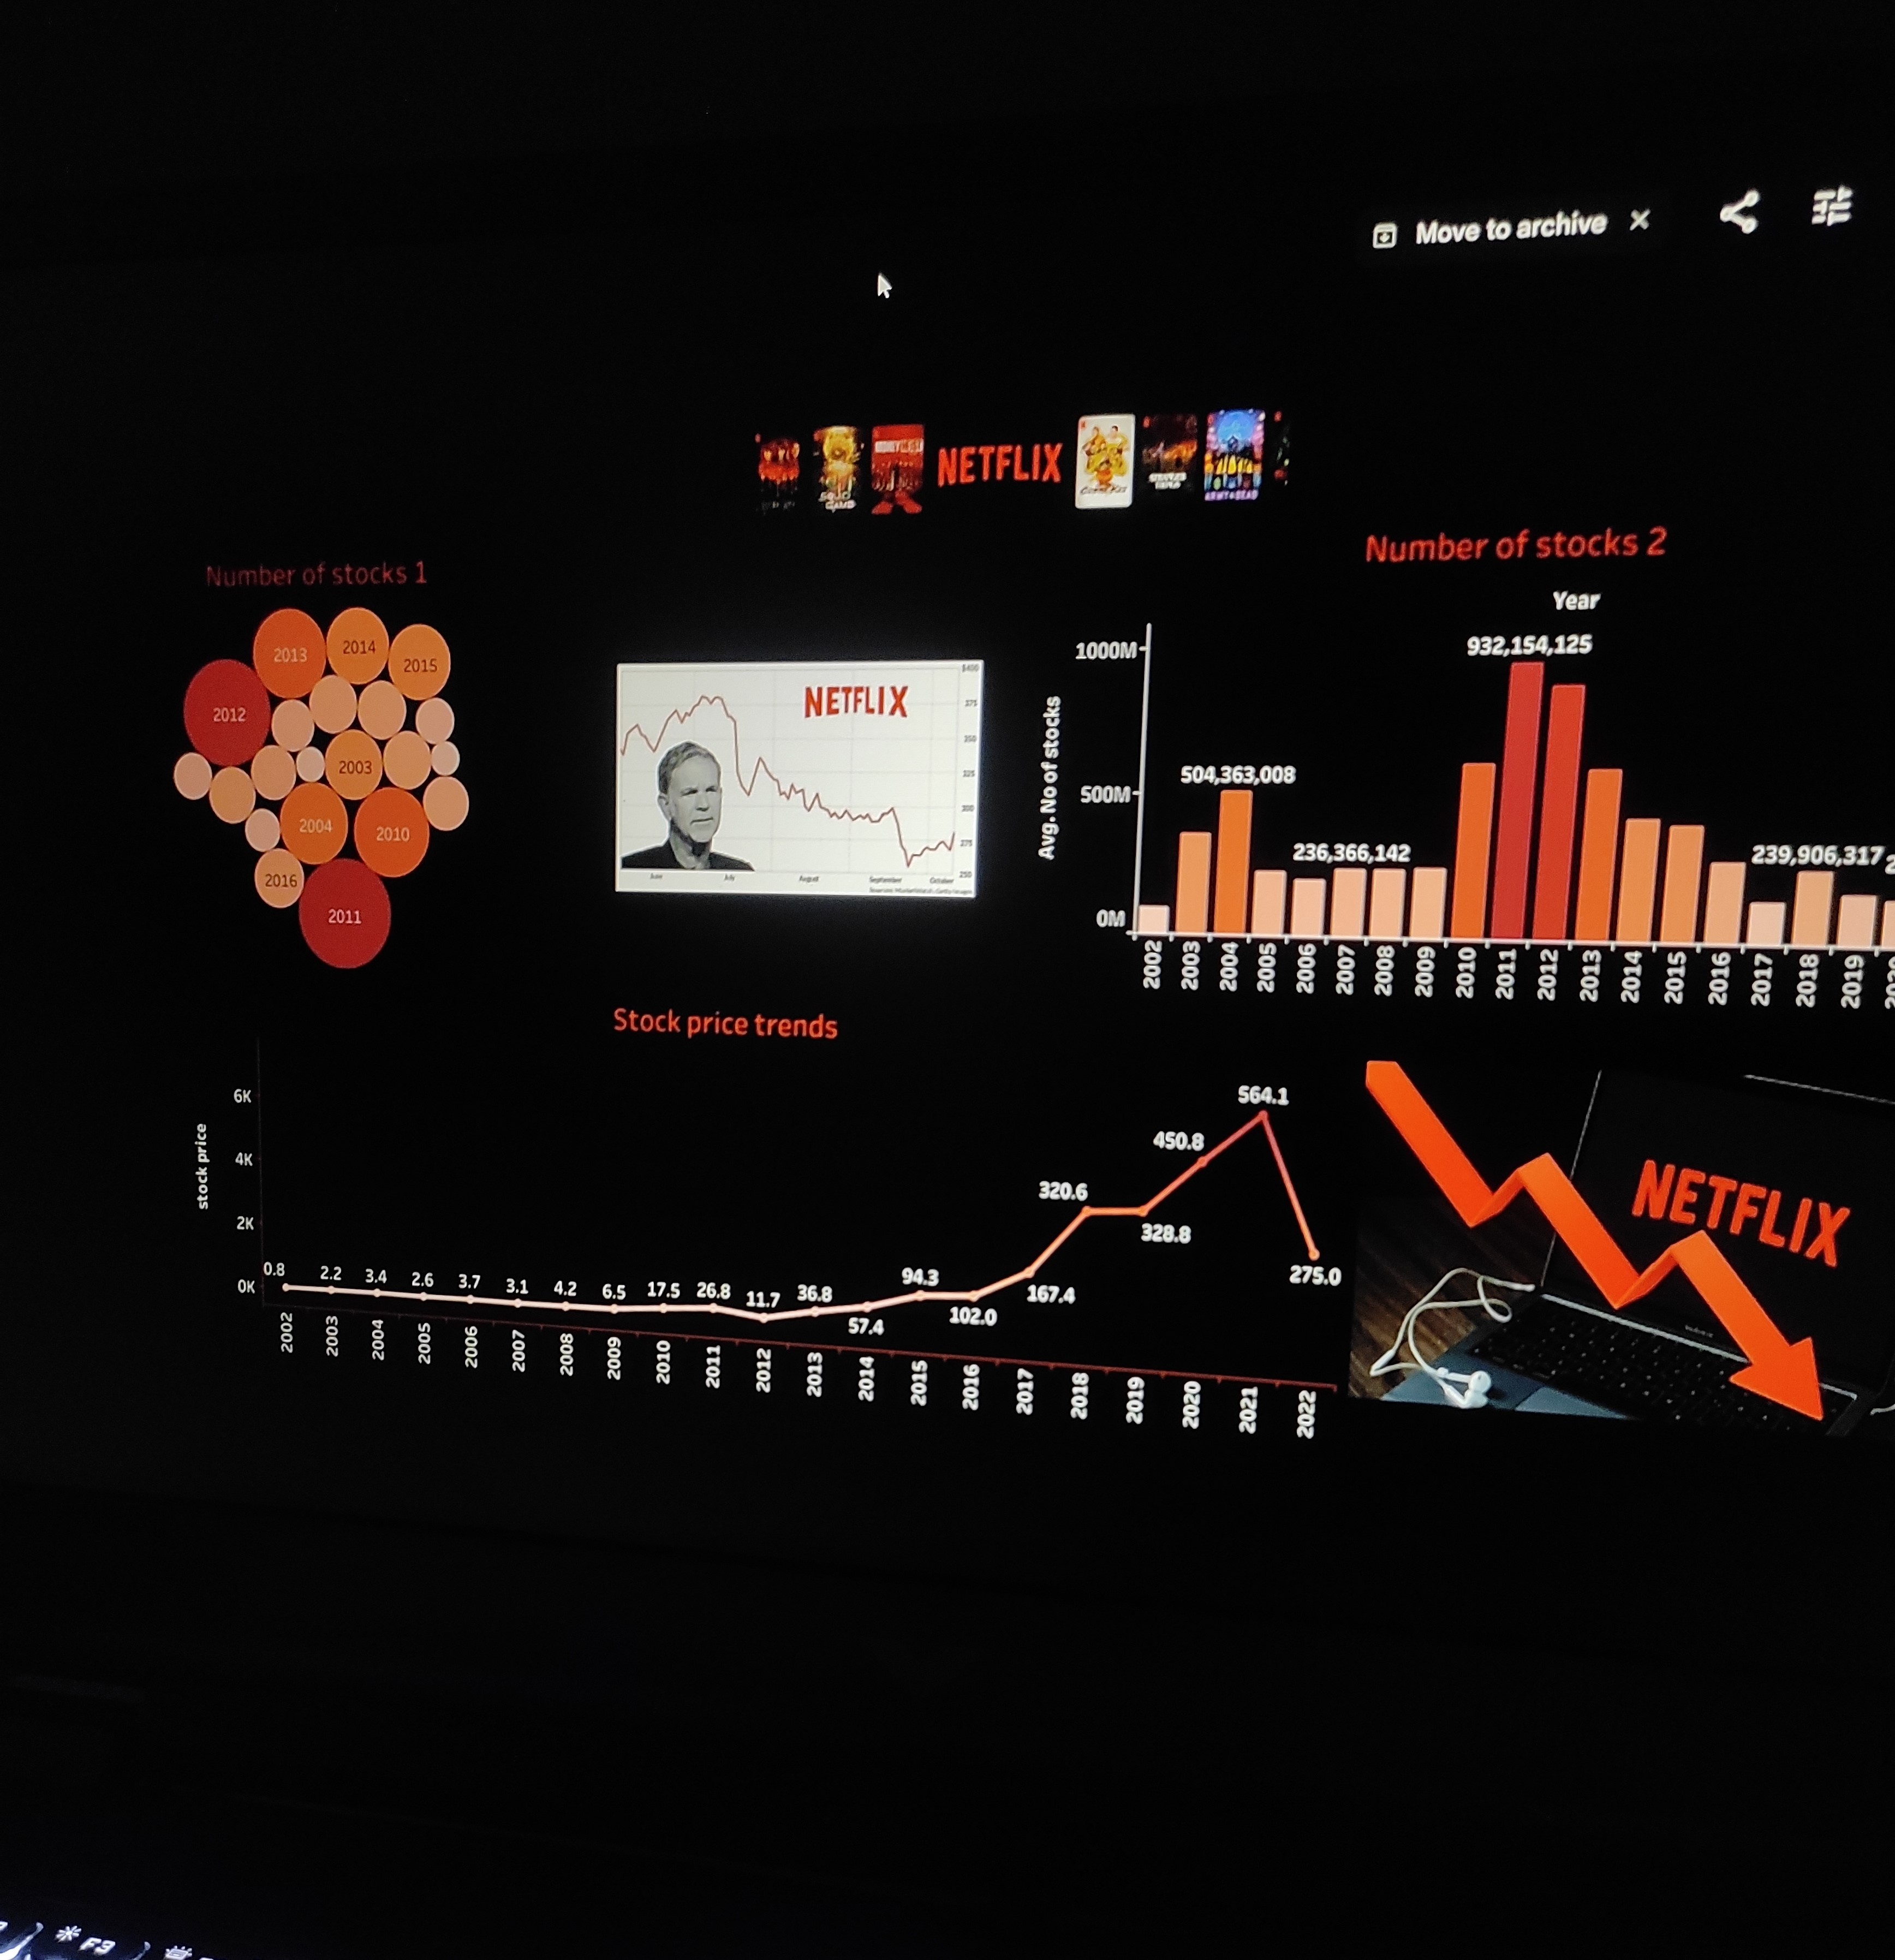 Move to archive ×
NETFLIX
Number of stocks 1
2013
2014
2015
2012
2003
2004
2010
2016
2011
NETFLIX
$400
375
350
325
300
275
250
June July August September October
Number of stocks 2
Year
Avg. No of stocks
1000M
500M
0M
932,154,125
504,363,008
236,366,142
239,906,317
2002 2003 2004 2005 2006 2007 2008 2009 2010 2011 2012 2013 2014 2015 2016 2017 2018 2019
Stock price trends
stock price
6K
4K
2K
0K
0.8 2.2 3.4 2.6 3.7 3.1 4.2 6.5 17.5 26.8 11.7 36.8 57.4 94.3 102.0 167.4 320.6 328.8 450.8 564.1 275.0
2002 2003 2004 2005 2006 2007 2008 2009 2010 2011 2012 2013 2014 2015 2016 2017 2018 2019 2020 2021 2022
NETFLIX
F3